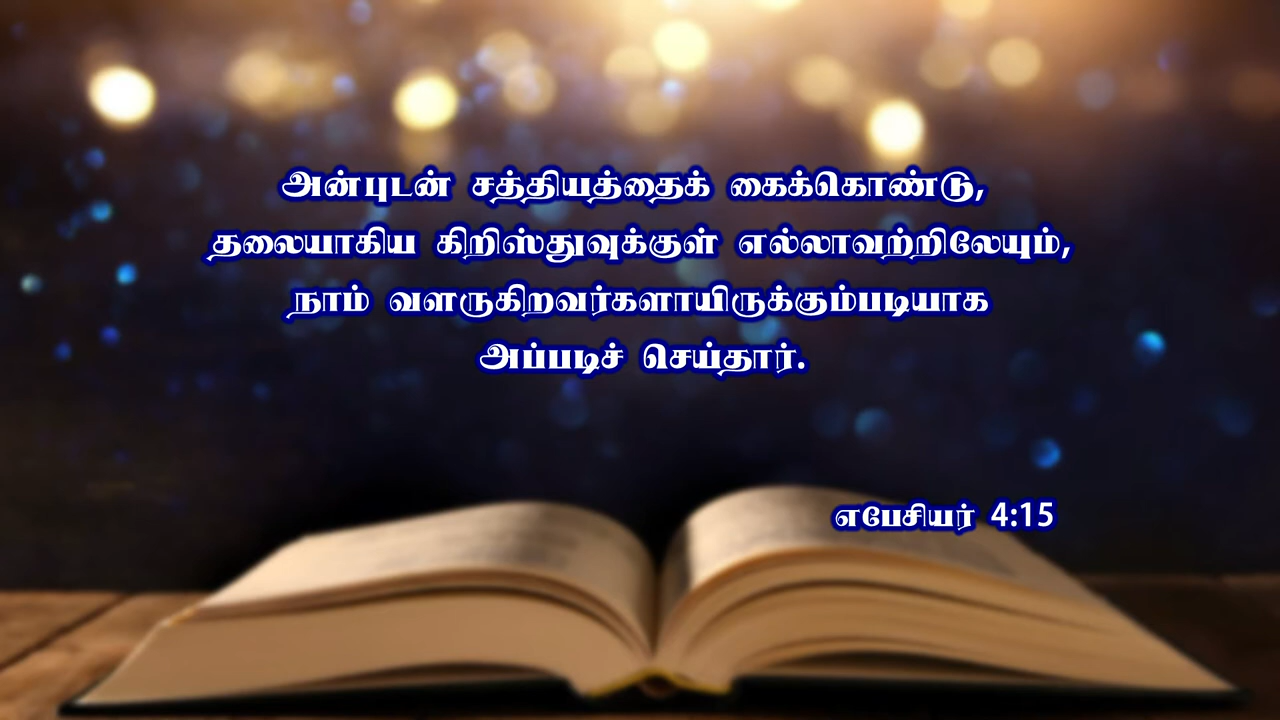 அன்புடன் சத்தியத்தைக் கைக்கொண்டு,
தலையாகிய கிறிஸ்துவுக்குள் எல்லாவற்றிலேயும்,
நாம் வளருகிறவர்களாயிருக்கும்படியாக
அப்படிச் செய்தார்.
எபேசியர் 4:15